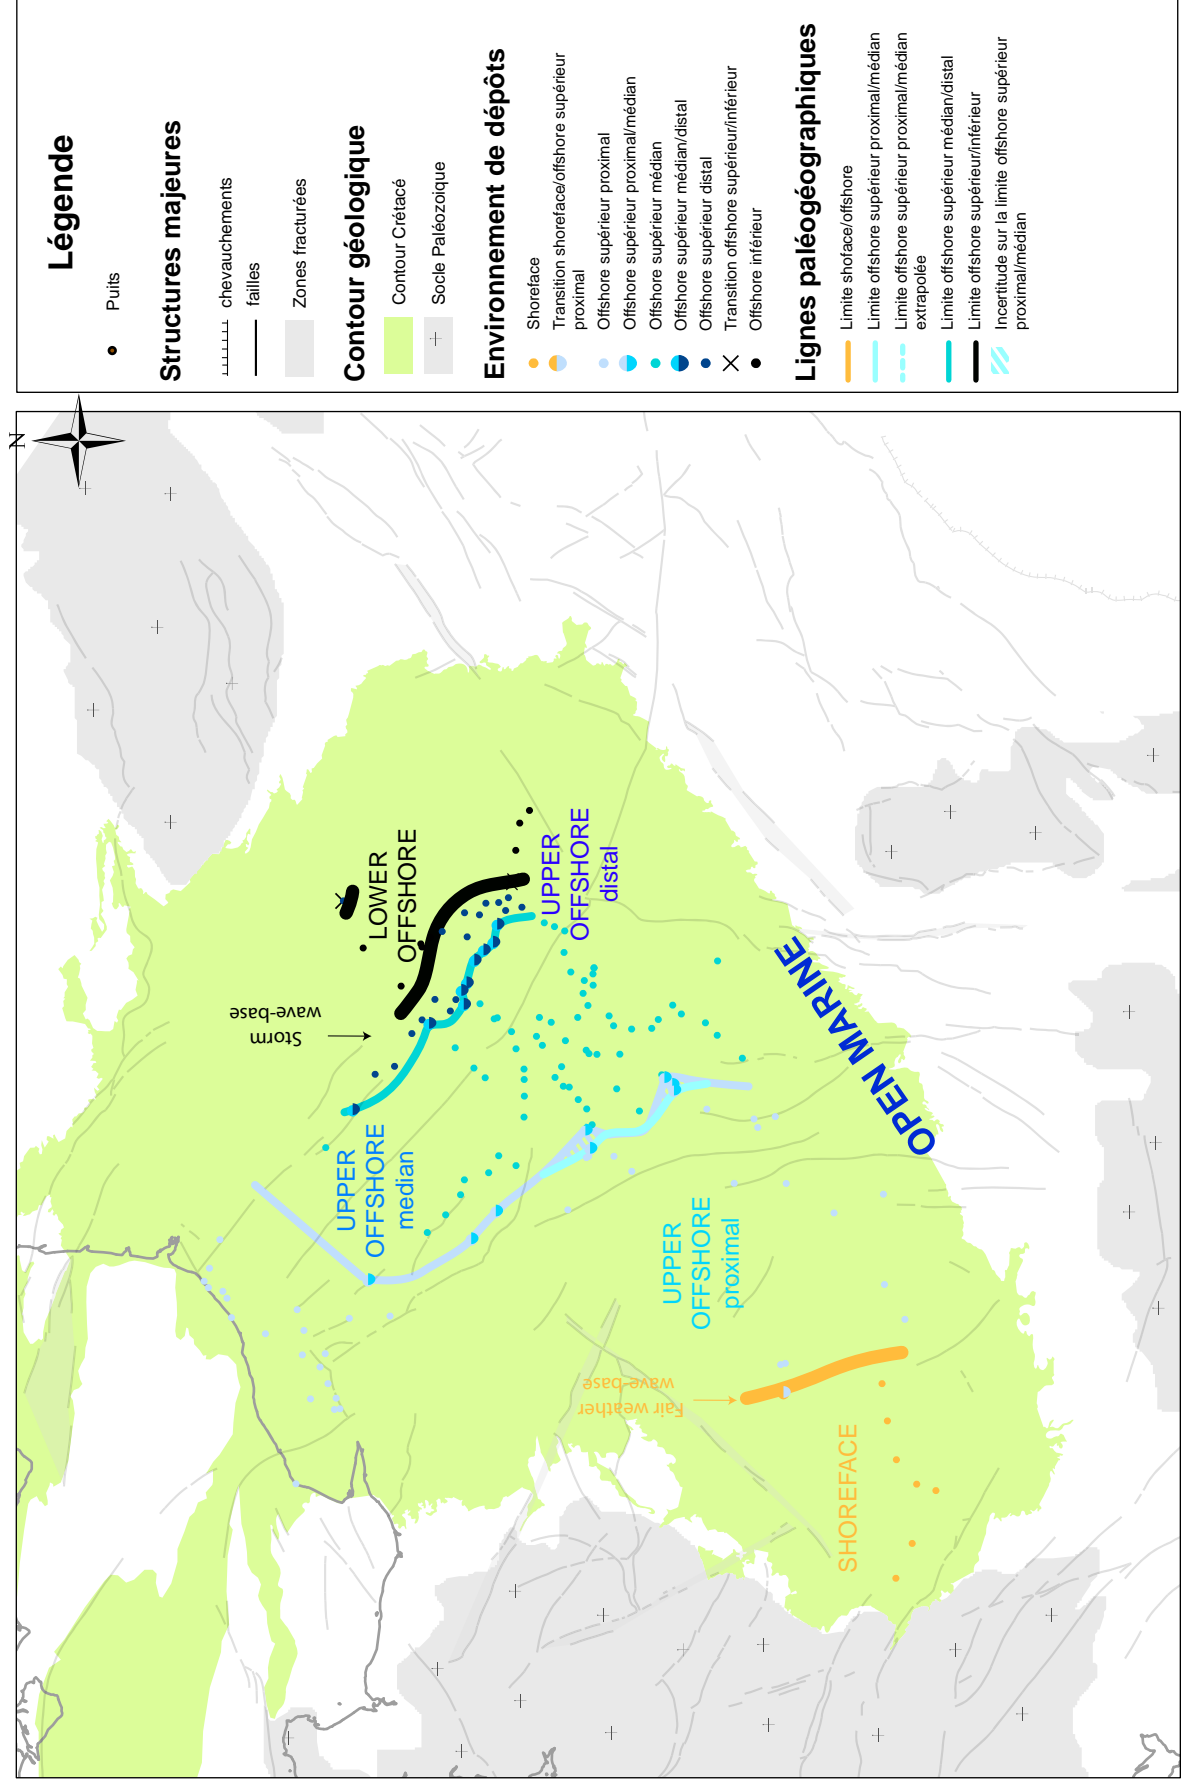 Légende
Puits
Structures majeures
chevauchements
failles
Zones fracturées
Contour géologique
Contour Crétacé
Socle Paléozoique
Environnement de dépôts
Shoreface
Transition shoreface/offshore supérieur
proximal
Offshore supérieur proximal
Offshore supérieur proximal/médian
Offshore supérieur médian
Offshore supérieur médian/distal
Offshore supérieur distal
Transition offshore supérieur/inférieur
Offshore inférieur
Lignes paléogéographiques
Limite shoface/offshore
Limite offshore supérieur proximal/médian
Limite offshore supérieur proximal/médian
extrapolée
Limite offshore supérieur médian/distal
Limite offshore supérieur/inférieur
Incertitude sur la limite offshore supérieur
proximal/médian
N
Storm
wave-base
LOWER
OFFSHORE
UPPER
OFFSHORE
distal
UPPER
OFFSHORE
median
OPEN MARINE
UPPER
OFFSHORE
proximal
Fair weather
wave-base
SHOREFACE